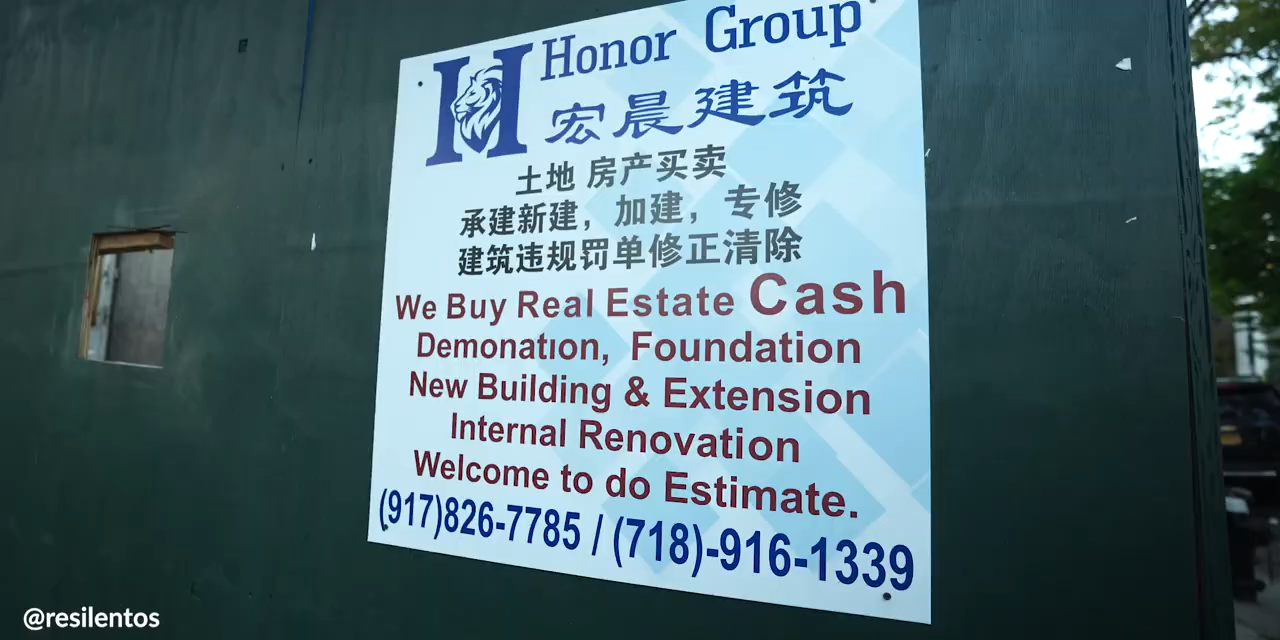 H Honor Group
宏晨建筑
土地 房产买卖
承建新建，加建，专修
建筑违规罚单修正清除
We Buy Real Estate Cash
Demonation, Foundation
New Building & Extension
Internal Renovation
Welcome to do Estimate.
(917)826-7785 / (718)-916-1339
@resilentos